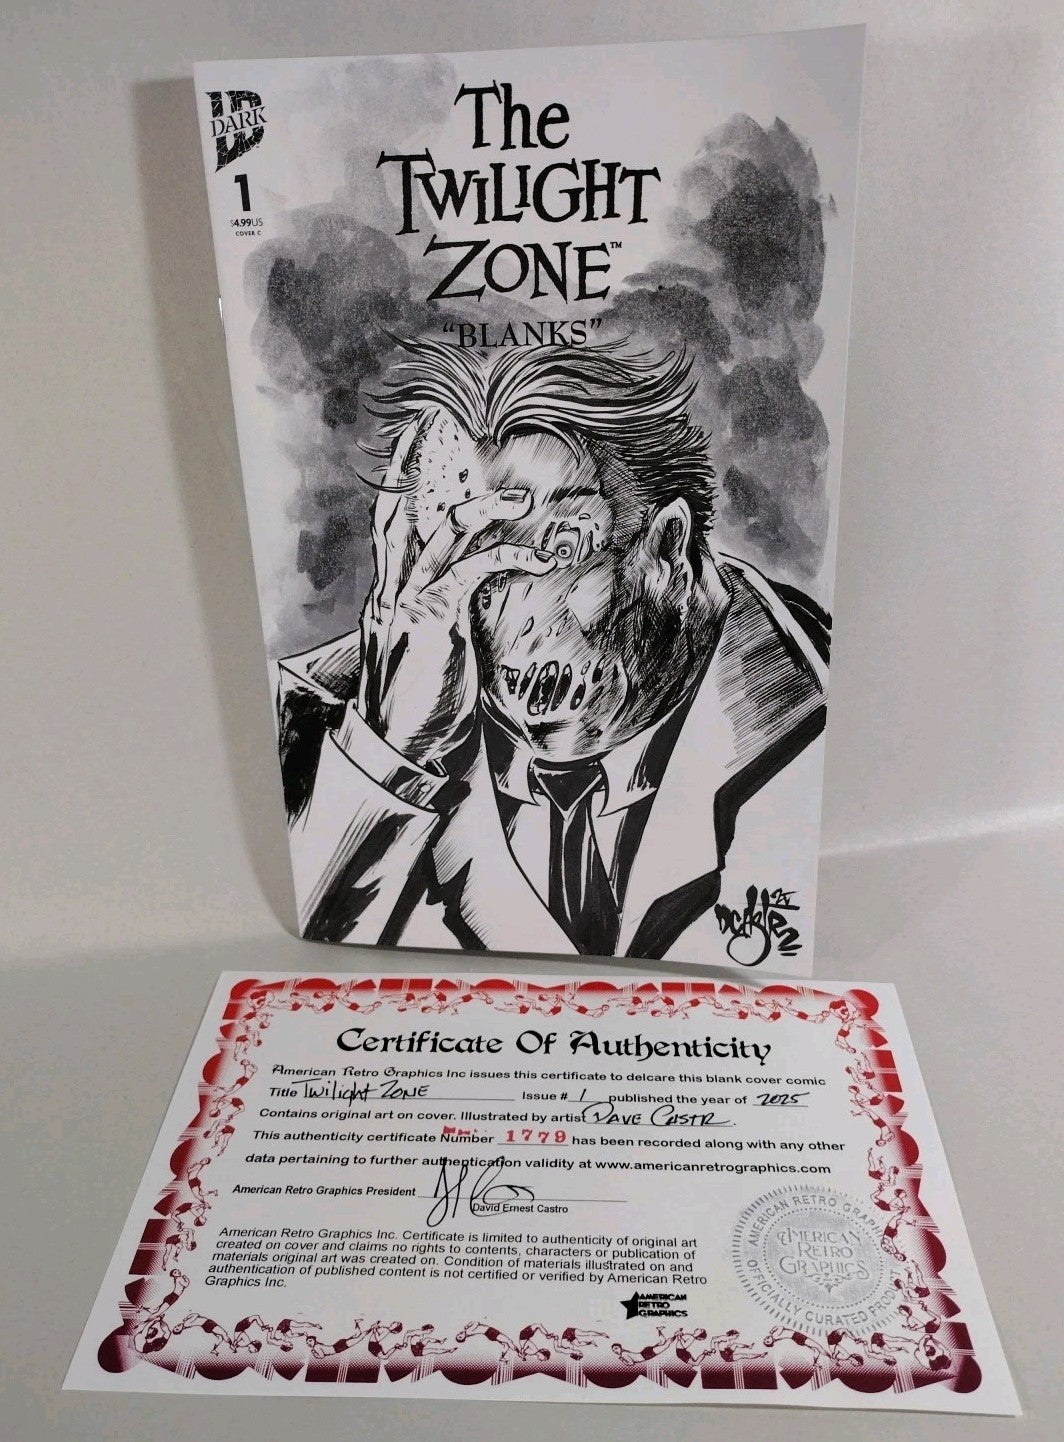 DARK
1
$4.99US
COVER C
The
TWILIGHT
ZONE™
"BLANKS"
Certificate Of Authenticity
American Retro Graphics Inc issues this certificate to delcare this blank cover comic
Title Twilight ZONE Issue # 1 published the year of 2025
Contains original art on cover. Illustrated by artist DAVE CASTR.
This authenticity certificate Number 1779 has been recorded along with any other
data pertaining to further authentication validity at www.americanretrographics.com
American Retro Graphics President
David Ernest Castro
American Retro Graphics Inc. Certificate is limited to authenticity of original art
created on cover and claims no rights to contents, characters or publication of
materials original art was created on. Condition of materials illustrated on and
authentication of published content is not certified or verified by American Retro
Graphics Inc.
AMERICAN
RETRO
GRAPHICS
AMERICAN RETRO GRAPHICS
AMERICAN
RETRO
GRAPHICS
OFFICIALLY CURATED PRODUCT